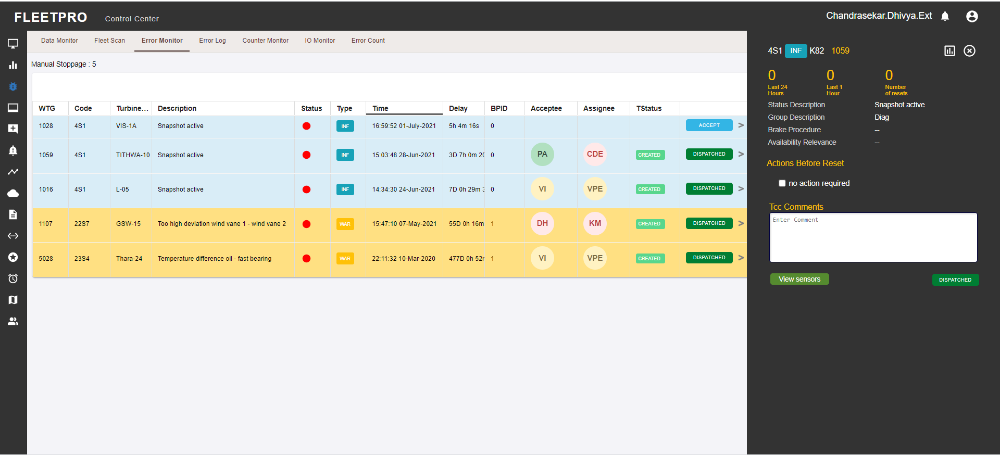 FLEETPRO Control Center Chandrasekar.Dhivya.Ext
Data Monitor Fleet Scan Error Monitor Error Log Counter Monitor IO Monitor Error Count
Manual Stoppage : 5
WTG Code Turbine... Description Status Type Time Delay BPID Acceptee Assignee TStatus
1028 4S1 VIS-1A Snapshot active INF 16:59:52 01-July-2021 5h 4m 16s 0 ACCEPT >
1059 4S1 TITHWA-10 Snapshot active INF 15:03:48 28-Jun-2021 3D 7h 0m 20 0 PA CDE CREATED DISPATCHED >
1016 4S1 L-05 Snapshot active INF 14:34:30 24-Jun-2021 7D 0h 29m 0 VI VPE CREATED DISPATCHED >
1107 22S7 GSW-15 Too high deviation wind vane 1 - wind vane 2 WAR 15:47:10 07-May-2021 55D 0h 16m 1 DH KM CREATED DISPATCHED >
5028 23S4 Thara-24 Temperature difference oil - fast bearing WAR 22:11:32 10-Mar-2020 477D 0h 52m 1 VI VPE CREATED DISPATCHED >
4S1 INF K82 1059
0 0 0
Last 24 Last 1 Number
Hours Hour of resets
Status Description Snapshot active
Group Description Diag
Brake Procedure --
Availability Relevance --
Actions Before Reset
no action required
Tcc Comments
Enter Comment
View sensors DISPATCHED